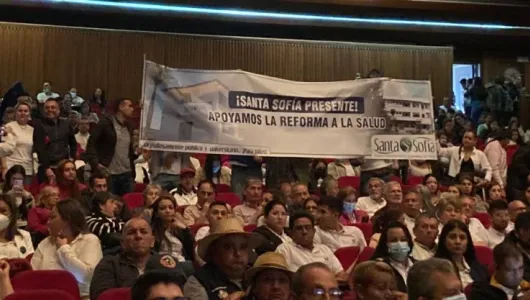 ¡SANTA SOFÍA PRESENTE!
APOYAMOS LA REFORMA A LA SALUD
Santa Sofía